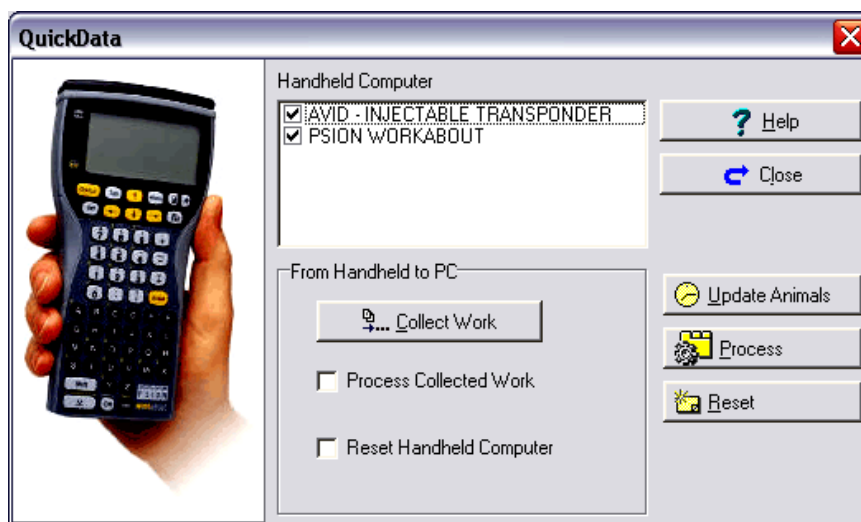 QuickData
Handheld Computer
AVID - INJECTABLE TRANSPONDER
PSION WORKABOUT
Help
Close
From Handheld to PC
Collect Work
Process Collected Work
Reset Handheld Computer
Update Animals
Process
Reset